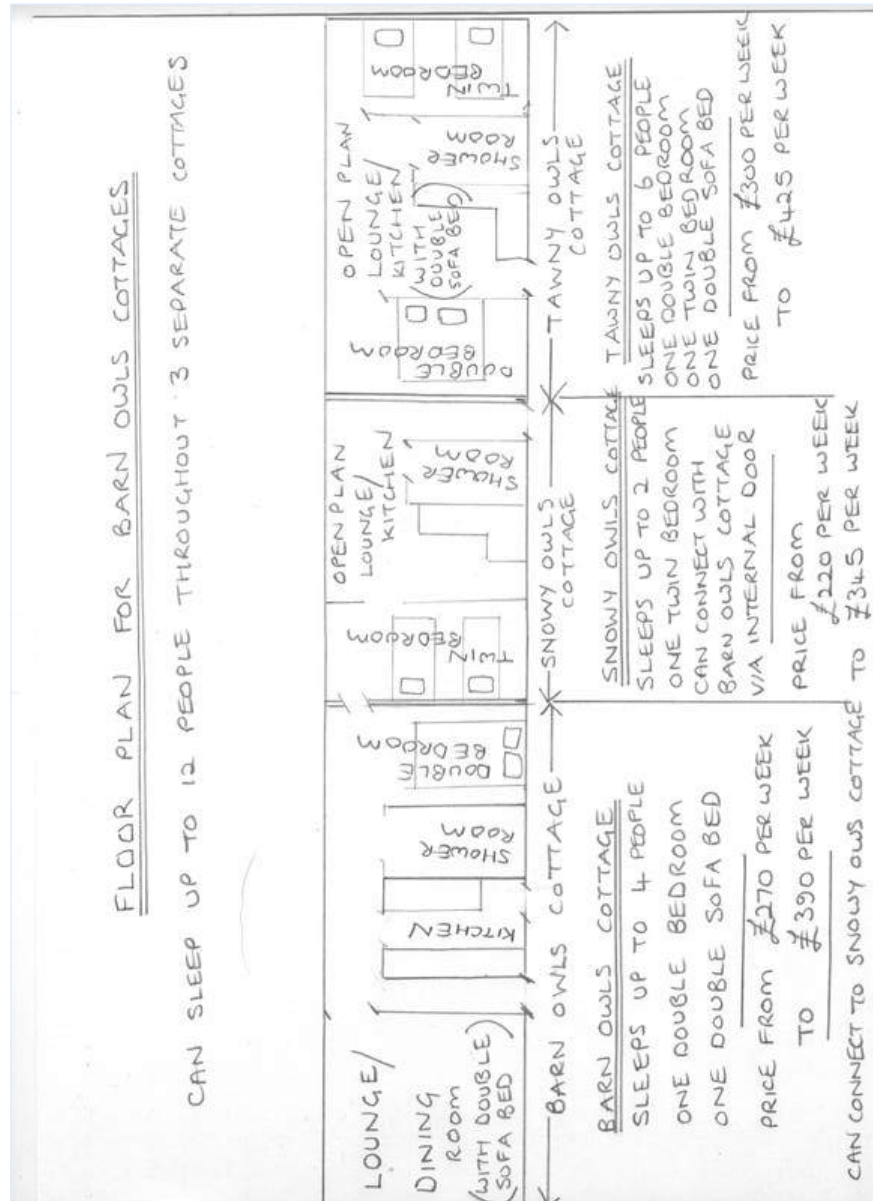 FLOOR PLAN FOR BARN OWLS COTTAGES
CAN SLEEP UP TO 12 PEOPLE THROUGHOUT 3 SEPARATE COTTAGES
LOUNGE/
DINING
ROOM
(WITH DOUBLE
SOFA BED)
KITCHEN
SHOWER
ROOM
DOUBLE
BEDROOM
TWIN
BEDROOM
OPEN PLAN
LOUNGE/
KITCHEN
SHOWER
ROOM
DOUBLE
BEDROOM
OPEN PLAN
LOUNGE/
KITCHEN
(WITH
DOUBLE
SOFA BED)
SHOWER
ROOM
TWIN
BEDROOM
BARN OWLS COTTAGE
SNOWY OWLS
COTTAGE
TAWNY OWLS
COTTAGE
BARN OWLS COTTAGE
SLEEPS UP TO 4 PEOPLE
ONE DOUBLE BEDROOM
ONE DOUBLE SOFA BED
PRICE FROM £270 PER WEEK
TO £390 PER WEEK
CAN CONNECT TO SNOWY OWS COTTAGE
SNOWY OWLS COTTAGE
SLEEPS UP TO 2 PEOPLE
ONE TWIN BEDROOM
CAN CONNECT WITH
BARN OWLS COTTAGE
VIA INTERNAL DOOR
PRICE FROM
£220 PER WEEK
TO £345 PER WEEK
TAWNY OWLS COTTAGE
SLEEPS UP TO 6 PEOPLE
ONE DOUBLE BEDROOM
ONE TWIN BEDROOM
ONE DOUBLE SOFA BED
PRICE FROM £300 PER WEEK
TO £425 PER WEEK